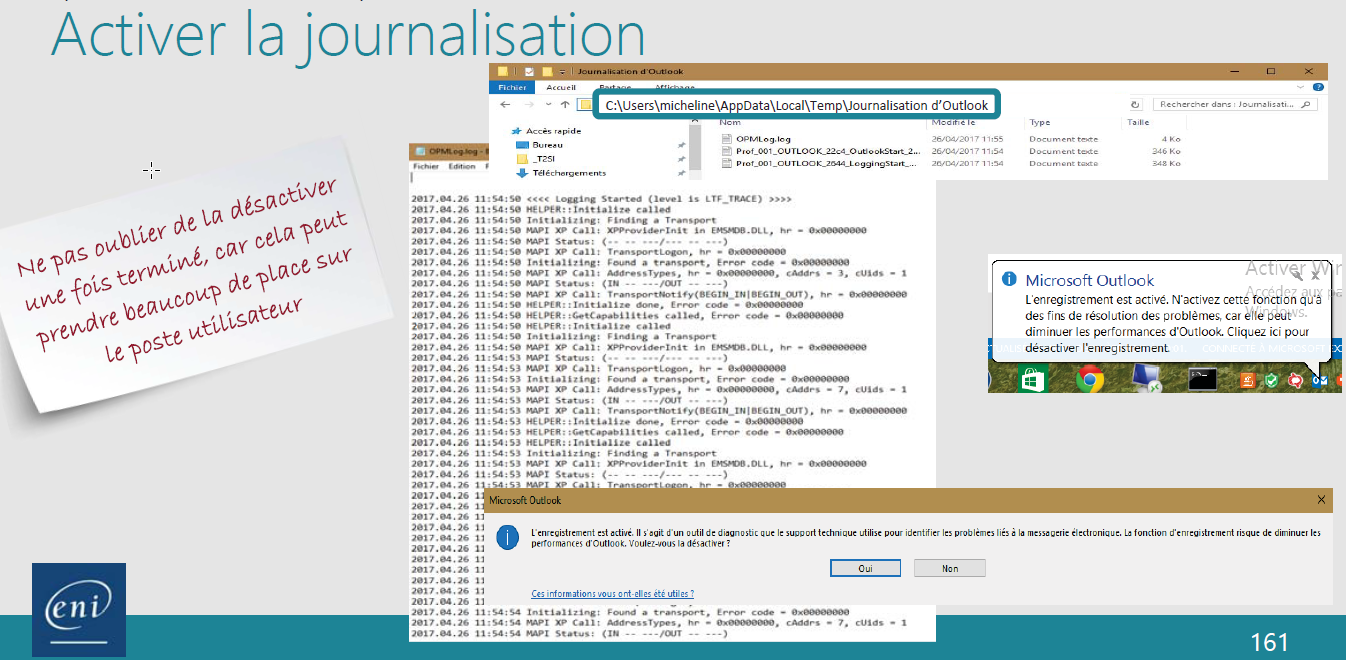 Activer la journalisation
Ne pas oublier de la désactiver
une fois terminé, car cela peut
prendre beaucoup de place sur
le poste utilisateur
Journalisation d'Outlook
Fichier Accueil Partage Affichage
C:\Users\micheline\AppData\Local\Temp\Journalisation d’Outlook
Rechercher dans : Journalisati...
Accès rapide
Bureau
_T2SI
Téléchargements
Nom Modifié le Type Taille
OPMLog.log 26/04/2017 11:55 Document texte 4 Ko
Prof_001_OUTLOOK_22c4_OutlookStart_2... 26/04/2017 11:54 Document texte 346 Ko
Prof_001_OUTLOOK_2644_LoggingStart_... 26/04/2017 11:54 Document texte 348 Ko
OPMLog.log -
Fichier Edition
2017.04.26 11:54:50 <<<< Logging Started (level is LTF_TRACE) >>>>
2017.04.26 11:54:50 HELPER::Initialize called
2017.04.26 11:54:50 Initializing: Finding a Transport
2017.04.26 11:54:50 MAPI XP Call: XPProviderInit in EMSMDB.DLL, hr = 0x00000000
2017.04.26 11:54:50 MAPI Status: (-- -- ---/--- -- ---)
2017.04.26 11:54:50 MAPI XP Call: TransportLogon, hr = 0x00000000
2017.04.26 11:54:50 Initializing: Found a transport, Error code = 0x00000000
2017.04.26 11:54:50 MAPI XP Call: AddressTypes, hr = 0x00000000, cAddrs = 3, cUids = 1
2017.04.26 11:54:50 MAPI Status: (IN -- ---/OUT -- ---)
2017.04.26 11:54:50 MAPI XP Call: TransportNotify(BEGIN_IN|BEGIN_OUT), hr = 0x00000000
2017.04.26 11:54:50 HELPER::Initialize done, Error code = 0x00000000
2017.04.26 11:54:50 HELPER::GetCapabilities called, Error code = 0x00000000
2017.04.26 11:54:50 HELPER::Initialize called
2017.04.26 11:54:50 Initializing: Finding a Transport
2017.04.26 11:54:50 MAPI XP Call: XPProviderInit in EMSMDB.DLL, hr = 0x00000000
2017.04.26 11:54:53 MAPI Status: (-- -- ---/--- -- ---)
2017.04.26 11:54:53 MAPI XP Call: TransportLogon, hr = 0x00000000
2017.04.26 11:54:53 Initializing: Found a transport, Error code = 0x00000000
2017.04.26 11:54:53 MAPI XP Call: AddressTypes, hr = 0x00000000, cAddrs = 7, cUids = 1
2017.04.26 11:54:53 MAPI Status: (IN -- ---/OUT -- ---)
2017.04.26 11:54:53 MAPI XP Call: TransportNotify(BEGIN_IN|BEGIN_OUT), hr = 0x00000000
2017.04.26 11:54:53 HELPER::Initialize done, Error code = 0x00000000
2017.04.26 11:54:53 HELPER::GetCapabilities called, Error code = 0x00000000
2017.04.26 11:54:53 HELPER::Initialize called
2017.04.26 11:54:53 Initializing: Finding a Transport
2017.04.26 11:54:53 MAPI XP Call: XPProviderInit in EMSMDB.DLL, hr = 0x00000000
2017.04.26 11:54:53 MAPI Status: (-- -- ---/--- -- ---)
2017.04.26 11:54:53 MAPI XP Call: TransportLogon, hr = 0x00000000
2017.04.26 11
2017.04.26 11
2017.04.26 11
2017.04.26 11
2017.04.26 11
2017.04.26 11
2017.04.26 11
2017.04.26 11
2017.04.26 11
2017.04.26 11
2017.04.26 11
2017.04.26 11:54:54 Initializing: Found a transport, Error code = 0x00000000
2017.04.26 11:54:54 MAPI XP Call: AddressTypes, hr = 0x00000000, cAddrs = 7, cUids = 1
2017.04.26 11:54:54 MAPI Status: (IN -- ---/OUT -- ---)
Activer Wi
Accédez aux pa
Windows.
Microsoft Outlook
L'enregistrement est activé. N'activez cette fonction qu'à
des fins de résolution des problèmes, car elle peut
diminuer les performances d'Outlook. Cliquez ici pour
désactiver l'enregistrement.
CONNECTÉ À MICROSOFT EXC
Microsoft Outlook
L'enregistrement est activé. Il s'agit d'un outil de diagnostic que le support technique utilise pour identifier les problèmes liés à la messagerie électronique. La fonction d'enregistrement risque de diminuer les
performances d'Outlook. Voulez-vous la désactiver ?
Oui Non
Ces informations vous ont-elles été utiles ?
eni
161